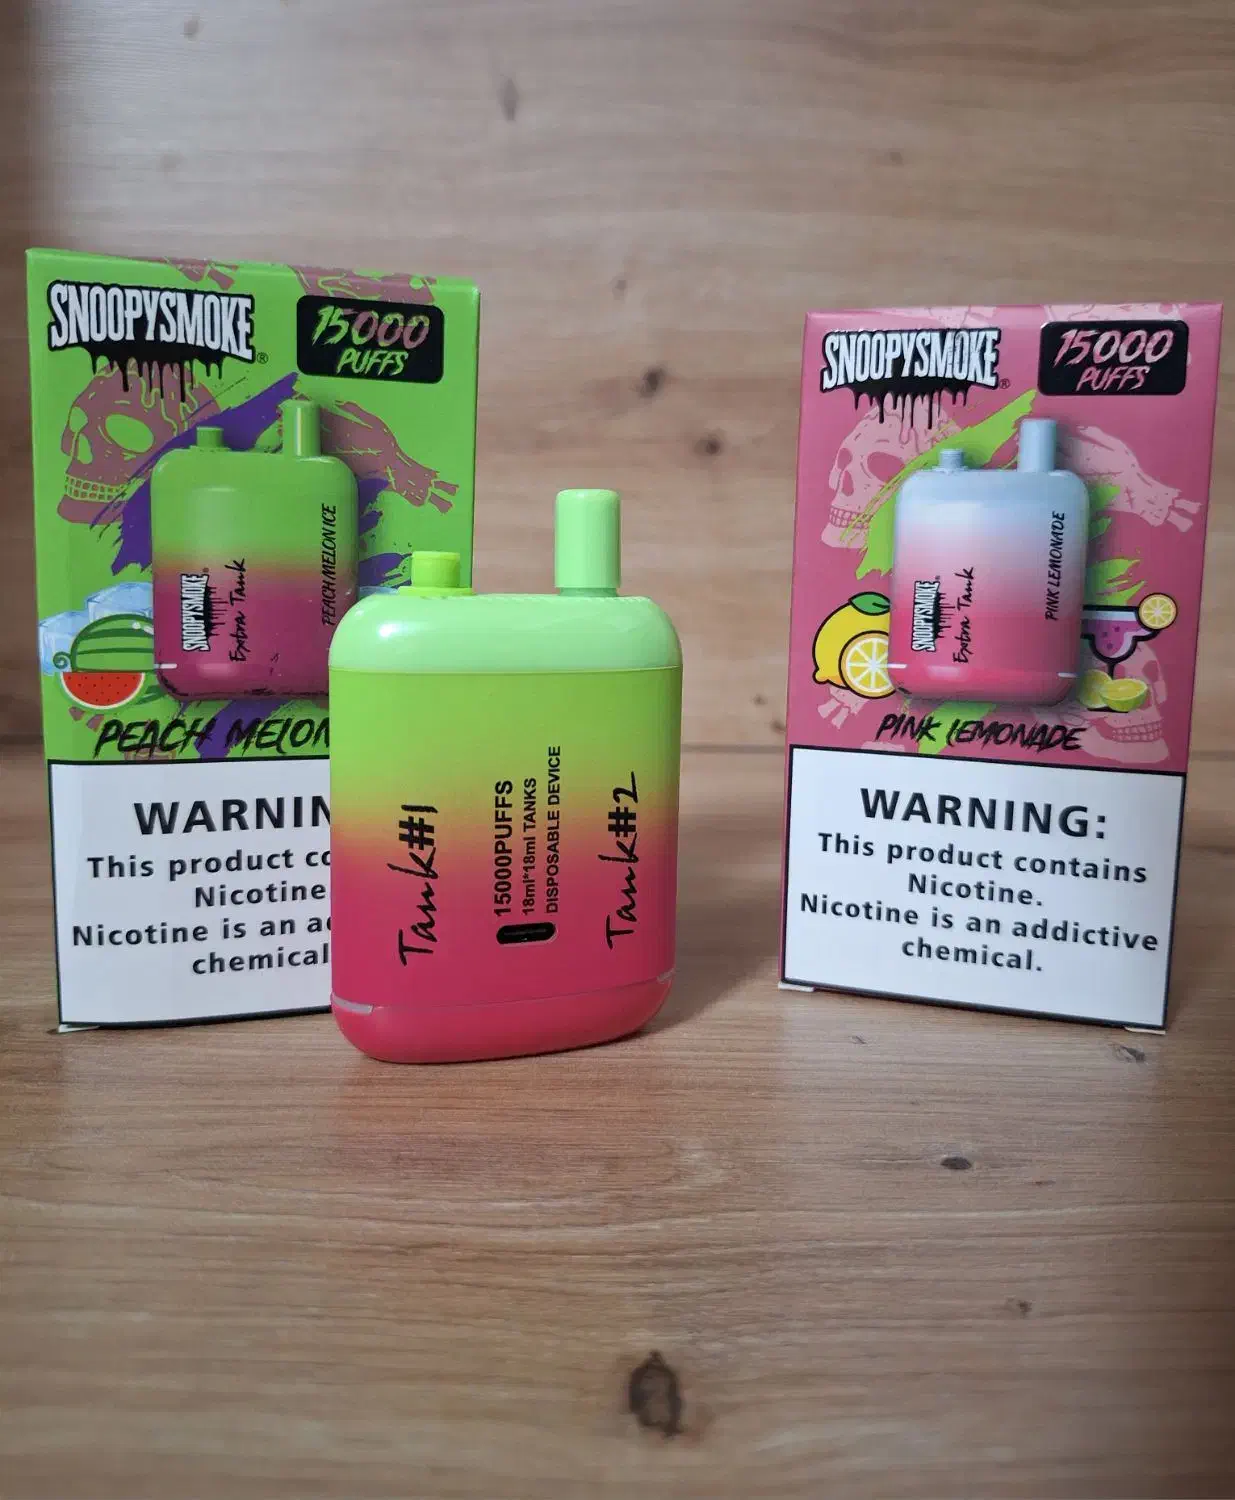 SNOOPYSMOKE®
15000
PUFFS
SNOOPYSMOKE®
Extra Tank
PEACH MELON ICE
PEACH MELON
WARNIN
This product co
Nicotine.
Nicotine is an ad
chemical.
Tank#1
15000PUFFS
18ml*18ml TANKS
DISPOSABLE DEVICE
Tank#2
SNOOPYSMOKE®
15000
PUFFS
SNOOPYSMOKE®
Extra Tank
PINK LEMONADE
PINK LEMONADE
WARNING:
This product contains
Nicotine.
Nicotine is an addictive
chemical.